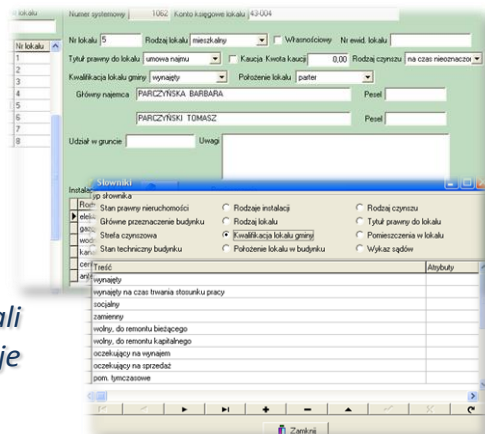 lokalu
Numer systemowy 1062 Konto księgowe lokalu 43-004
Nr lokalu
1
2
3
4
5
6
7
8
Nr lokalu 5 Rodzaj lokalu mieszkalny Własnościowy Nr ewid. lokalu
Tytuł prawny do lokalu umowa najmu Kaucja Kwota kaucji 0,00 Rodzaj czynszu na czas nieoznaczon
Kwalifikacja lokalu gminy wynajęty Położenie lokalu parter
Główny najemca PARCZYŃSKA BARBARA Pesel
PARCZYŃSKI TOMASZ Pesel
Udział w gruncie Uwagi
Instalac
Słowniki
Typ słownika
Stan prawny nieruchomości Rodzaje instalacji Rodzaj czynszu
Główne przeznaczenie budynku Rodzaj lokalu Tytuł prawny do lokalu
Strefa czynszowa Kwalifikacja lokalu gminy Pomieszczenia w lokalu
Stan techniczny budynku Położenie lokalu w budynku Wykaz sądów
Treść Atrybuty
wynajęty
wynajęty na czas trwania stosunku pracy
socjalny
zamienny
wolny, do remontu bieżącego
wolny, do remontu kapitalnego
oczekujący na wynajem
oczekujący na sprzedaż
pom. tymczasowe
Zamknij
ali
je